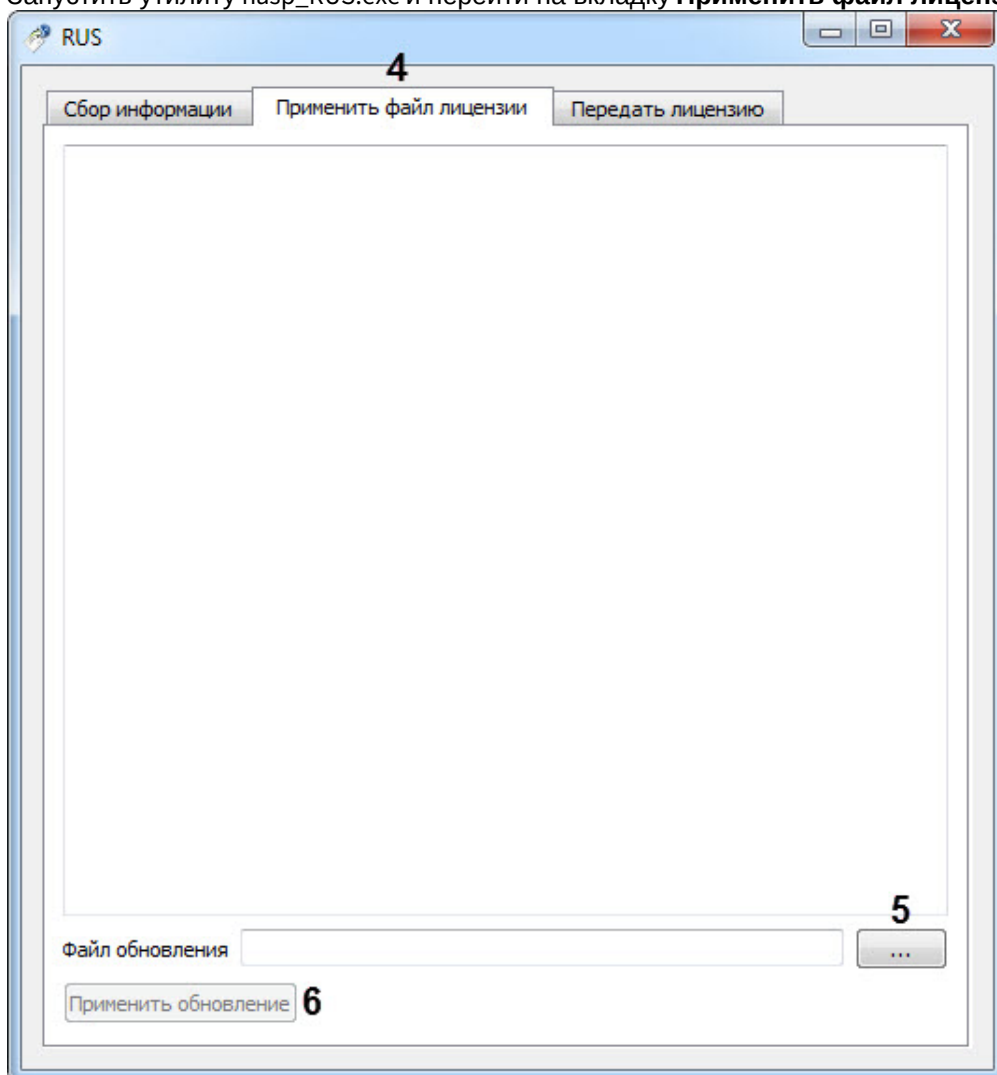 Запустить утилиту hasp_RUS.exe и перейти на вкладку Применить файл
RUS
4
Сбор информации Применить файл лицензии Передать лицензию
5
Файл обновления ...
Применить обновление 6